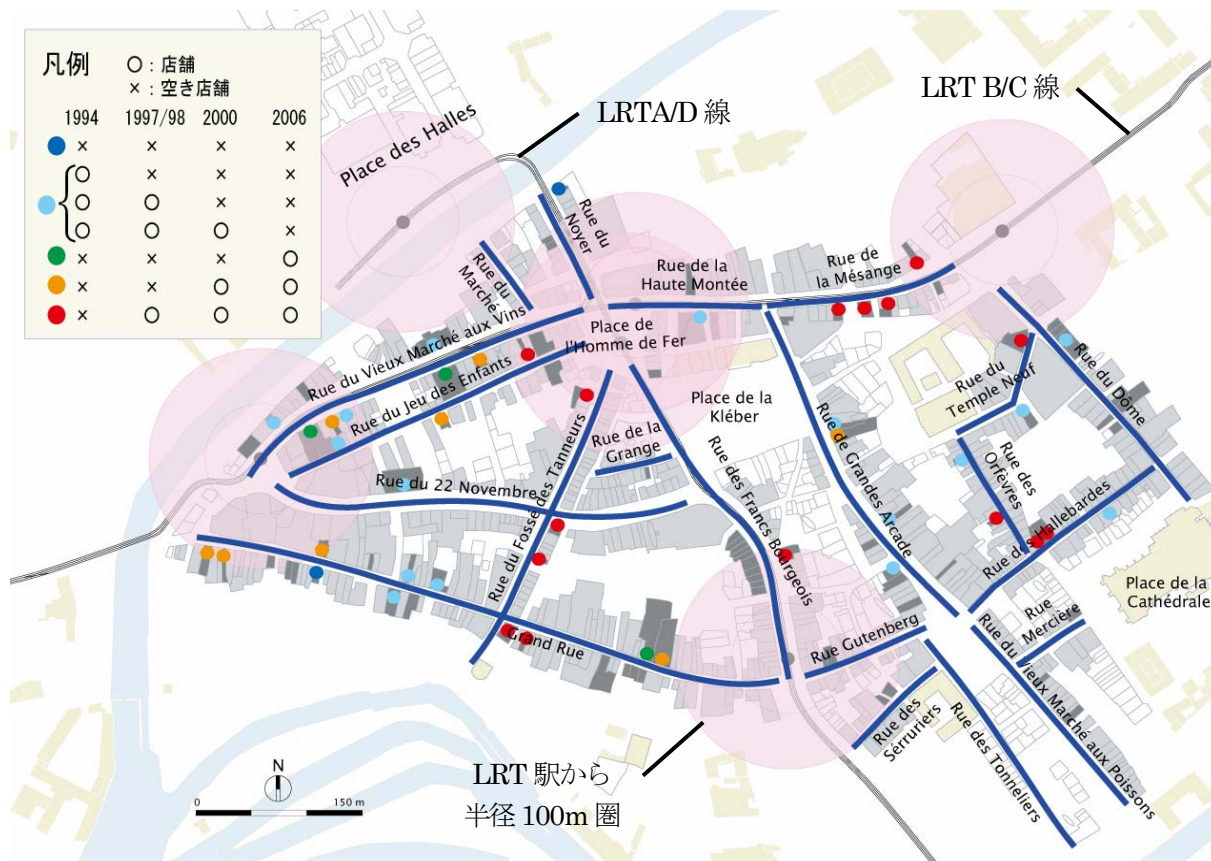 凡例
○ : 店舗
× : 空き店舗
1994 1997/98 2000 2006
× × × ×
○ × × ×
○ ○ × ×
○ ○ ○ ×
× × × ○
× × ○ ○
× ○ ○ ○
LRTA/D 線
LRT B/C 線
Place des Halles
Rue du
Noyer
Rue du
Marché
Rue de la
Haute Montée
Rue de
la Mésange
Rue du Vieux Marché aux Vins
Place de
l'Homme de Fer
Rue du Jeu des Enfants
Rue du
Temple Neuf
Rue du Dôme
Place de la
Kléber
Rue de la
Grange
Rue du Fossé des Tanneurs
Rue de Grandes Arcade
Rue des
Orfèvres
Rue du 22 Novembre
Rue des Francs Bourgeois
Rue des Hallebardes
Place de la
Cathédrale
Rue
Mercière
Grand Rue
Rue Gutenberg
Rue du Vieux Marché aux Poissons
Rue des
Sérruriers
Rue des Tonneliers
LRT 駅から
半径 100m 圏
N
0 150 m